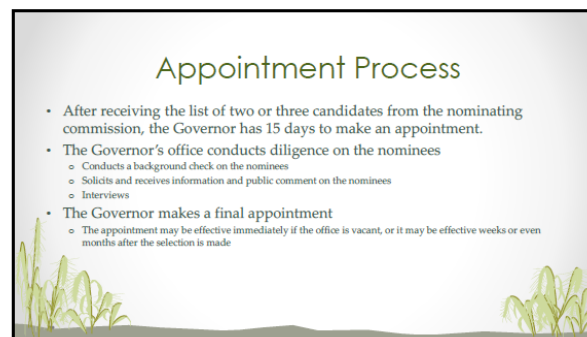 Appointment Process
• After receiving the list of two or three candidates from the nominating
commission, the Governor has 15 days to make an appointment.
• The Governor's office conducts diligence on the nominees
o Conducts a background check on the nominees
o Solicits and receives information and public comment on the nominees
o Interviews
• The Governor makes a final appointment
o The appointment may be effective immediately if the office is vacant, or it may be effective weeks or even
months after the selection is made